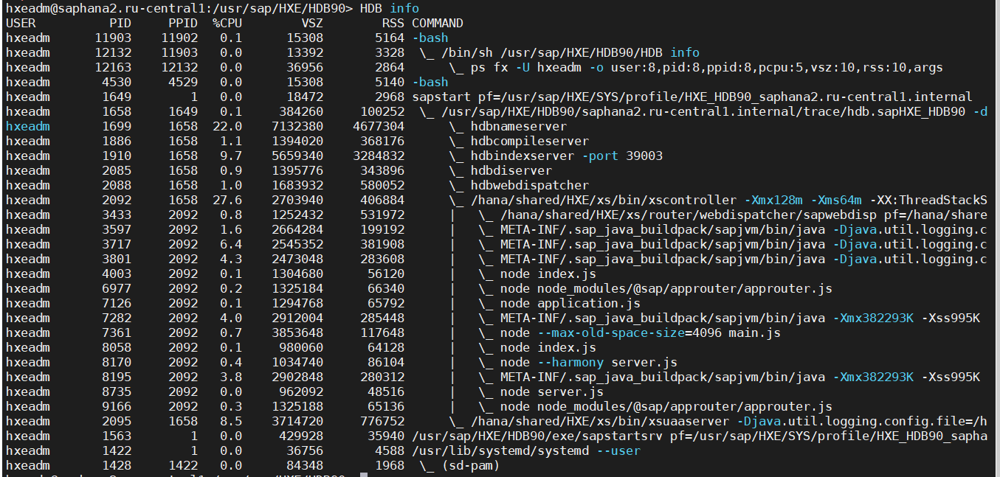 hxeadm@saphana2.ru-central1:/usr/sap/HXE/HDB90> HDB info
USER          PID     PPID  %CPU        VSZ        RSS COMMAND
hxeadm      11903    11902   0.1      15308       5164 -bash
hxeadm      12132    11903   0.0      13392       3328  \_ /bin/sh /usr/sap/HXE/HDB90/HDB info
hxeadm      12163    12132   0.0      36956       2864      \_ ps fx -U hxeadm -o user:8,pid:8,ppid:8,pcpu:5,vsz:10,rss:10,args
hxeadm       4530     4529   0.0      15308       5140 -bash
hxeadm       1649        1   0.0      18472       2968 sapstart pf=/usr/sap/HXE/SYS/profile/HXE_HDB90_saphana2.ru-central1.internal
hxeadm       1658     1649   0.1     384260     100252  \_ /usr/sap/HXE/HDB90/saphana2.ru-central1.internal/trace/hdb.sapHXE_HDB90 -d
hxeadm       1699     1658  22.0    7132380    4677304      \_ hdbnameserver
hxeadm       1886     1658   1.1    1394020     368176      \_ hdbcompileserver
hxeadm       1910     1658   9.7    5659340    3284832      \_ hdbindexserver -port 39003
hxeadm       2085     1658   0.9    1395776     343896      \_ hdbdiserver
hxeadm       2088     1658   1.0    1683932     580052      \_ hdbwebdispatcher
hxeadm       2092     1658  27.6    2703940     406884      \_ /hana/shared/HXE/xs/bin/xscontroller -Xmx128m -Xms64m -XX:ThreadStackS
hxeadm       3433     2092   0.8    1252432     531972      |   \_ /hana/shared/HXE/xs/router/webdispatcher/sapwebdisp pf=/hana/share
hxeadm       3597     2092   1.6    2664284     199192      |   \_ META-INF/.sap_java_buildpack/sapjvm/bin/java -Djava.util.logging.c
hxeadm       3717     2092   6.4    2545352     381908      |   \_ META-INF/.sap_java_buildpack/sapjvm/bin/java -Djava.util.logging.c
hxeadm       3801     2092   4.3    2473048     283608      |   \_ META-INF/.sap_java_buildpack/sapjvm/bin/java -Djava.util.logging.c
hxeadm       4003     2092   0.1    1304680      56120      |   \_ node index.js
hxeadm       6977     2092   0.2    1325184      66340      |   \_ node node_modules/@sap/approuter/approuter.js
hxeadm       7126     2092   0.1    1294768      65792      |   \_ node application.js
hxeadm       7282     2092   4.0    2912004     285448      |   \_ META-INF/.sap_java_buildpack/sapjvm/bin/java -Xmx382293K -Xss995K
hxeadm       7361     2092   0.7    3853648     117648      |   \_ node --max-old-space-size=4096 main.js
hxeadm       8058     2092   0.1     980060      64128      |   \_ node index.js
hxeadm       8170     2092   0.4    1034740      86104      |   \_ node --harmony server.js
hxeadm       8195     2092   3.8    2902848     280312      |   \_ META-INF/.sap_java_buildpack/sapjvm/bin/java -Xmx382293K -Xss995K
hxeadm       8735     2092   0.0     962092      48516      |   \_ node server.js
hxeadm       9166     2092   0.3    1325188      65136      |   \_ node node_modules/@sap/approuter/approuter.js
hxeadm       2095     1658   8.5    3714720     776752      \_ /hana/shared/HXE/xs/bin/xsuaaserver -Djava.util.logging.config.file=/h
hxeadm       1563        1   0.0     429928      35940 /usr/sap/HXE/HDB90/exe/sapstartsrv pf=/usr/sap/HXE/SYS/profile/HXE_HDB90_sapha
hxeadm       1422        1   0.0      36756       4588 /usr/lib/systemd/systemd --user
hxeadm       1428     1422   0.0      84348       1968  \_ (sd-pam)